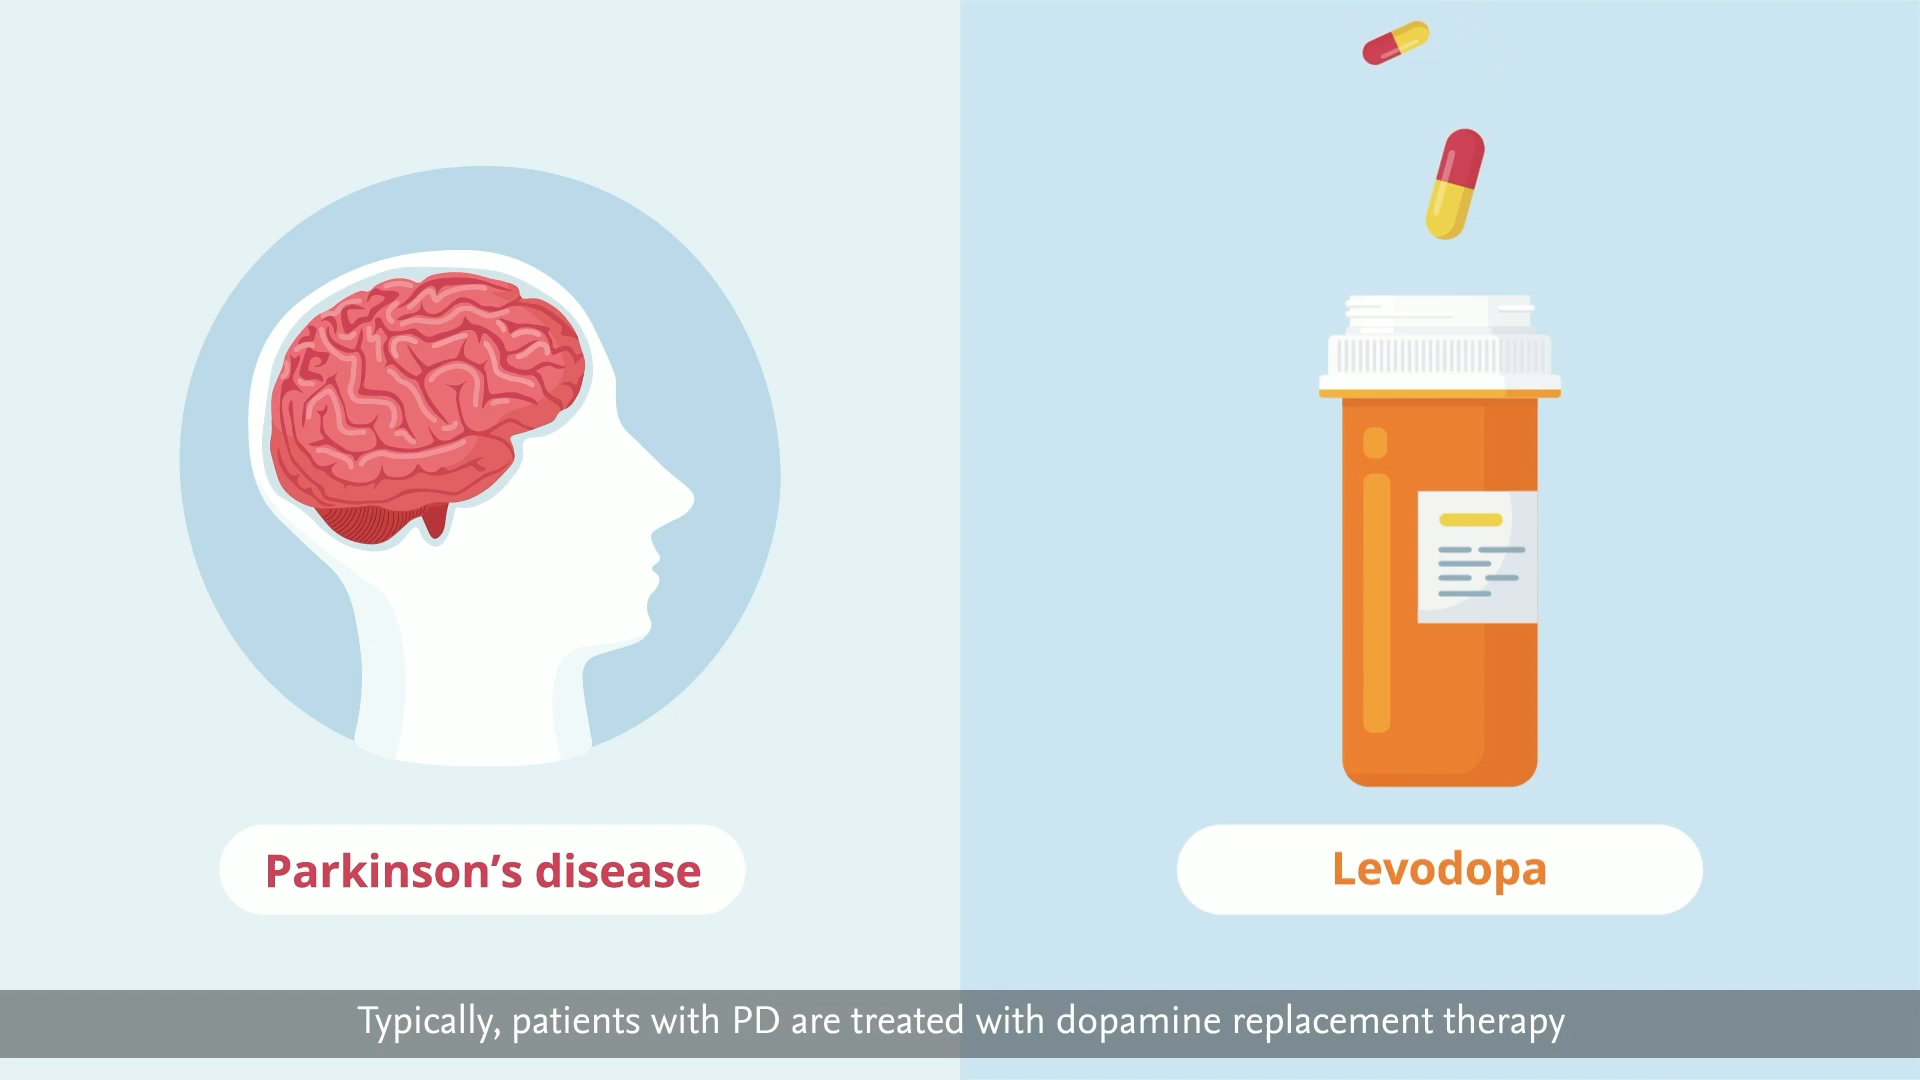 Parkinson’s disease
Levodopa
Typically, patients with PD are treated with dopamine replacement therapy